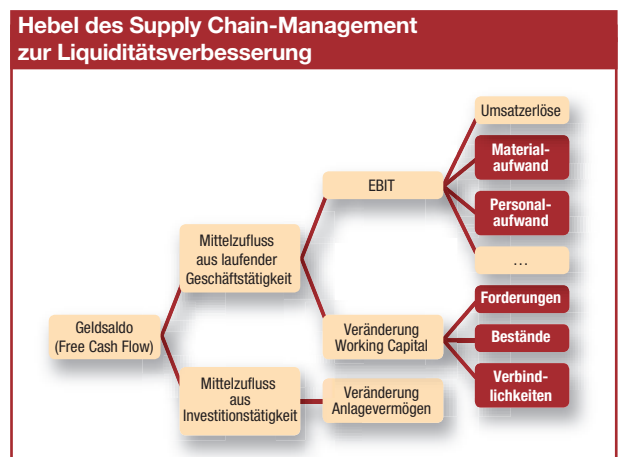 Hebel des Supply Chain-Management
zur Liquiditätsverbesserung
Umsatzerlöse
Material-
aufwand
EBIT
Personal-
aufwand
…
Mittelzufluss
aus laufender
Geschäftstätigkeit
Forderungen
Geldsaldo
(Free Cash Flow)
Veränderung
Working Capital
Bestände
Verbind-
lichkeiten
Mittelzufluss
aus
Investitionstätigkeit
Veränderung
Anlagevermögen